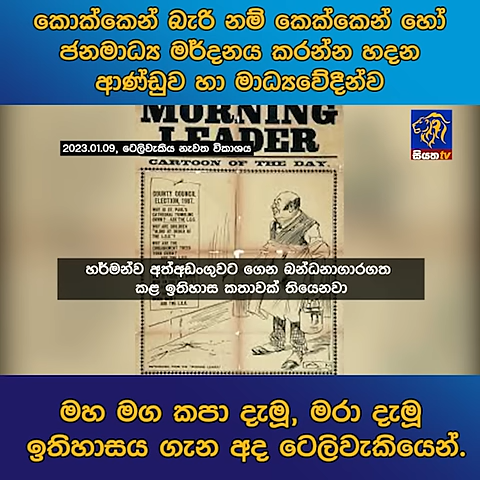 කොක්කෙන් බැරි නම් කෙක්කෙන් හෝ
ජනමාධ්‍ය මර්දනය කරන්න හදන
ආණ්ඩුව හා මාධ්‍යවේදීන්ව
සියත tv
MORNING
LEADER
2023.01.09, ටෙලිවැකිය නැවත විකාශය
CARTOON OF THE DAY.
COUNTY COUNCIL
ELECTION, 1907.
හර්මන්ව අත්අඩංගුවට ගෙන බන්ධනාගාරගත
කළ ඉතිහාස කතාවක් තියෙනවා
මහ මග කපා දැමූ, මරා දැමූ
ඉතිහාසය ගැන අද ටෙලිවැකියෙන්.